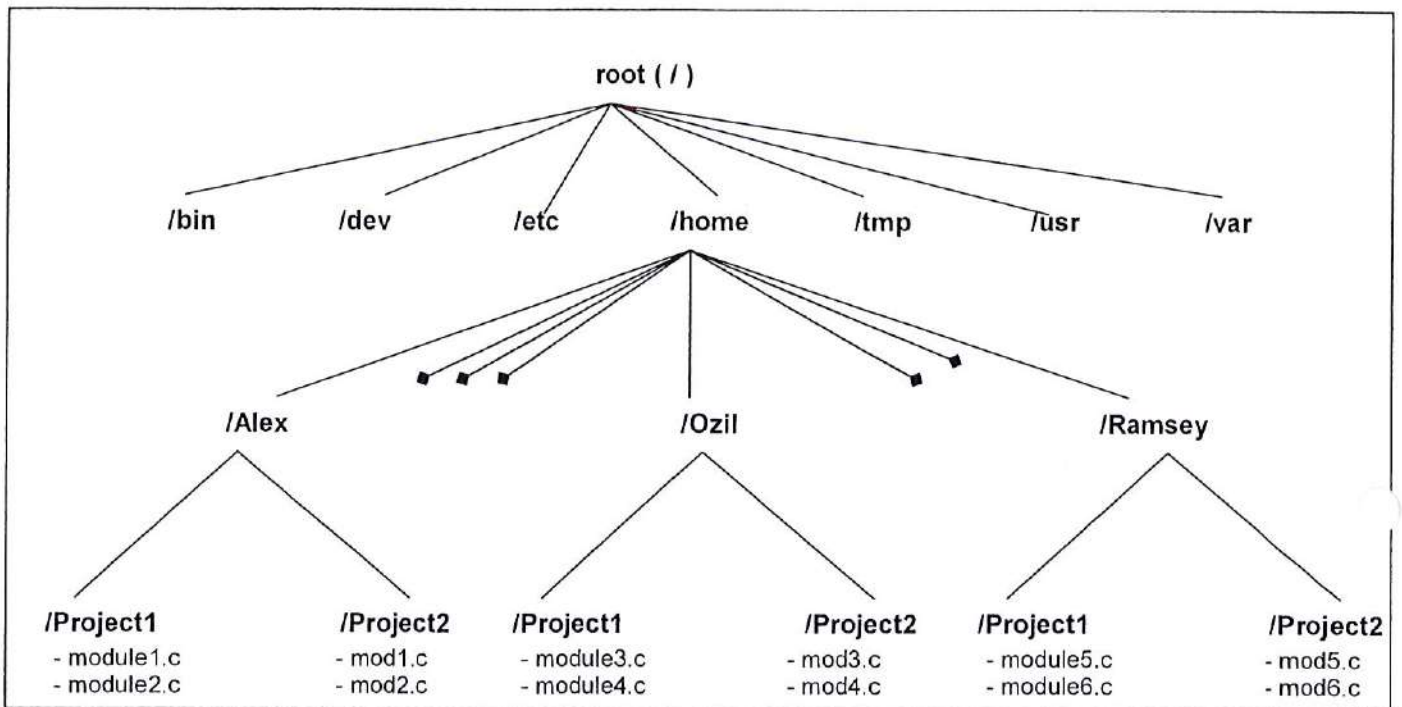 root ( / )
/bin /dev /etc /home /tmp /usr /var
/Alex /Ozil /Ramsey
/Project1 /Project2 /Project1 /Project2 /Project1 /Project2
- module1.c - mod1.c - module3.c - mod3.c - module5.c - mod5.c
- module2.c - mod2.c - module4.c - mod4.c - module6.c - mod6.c